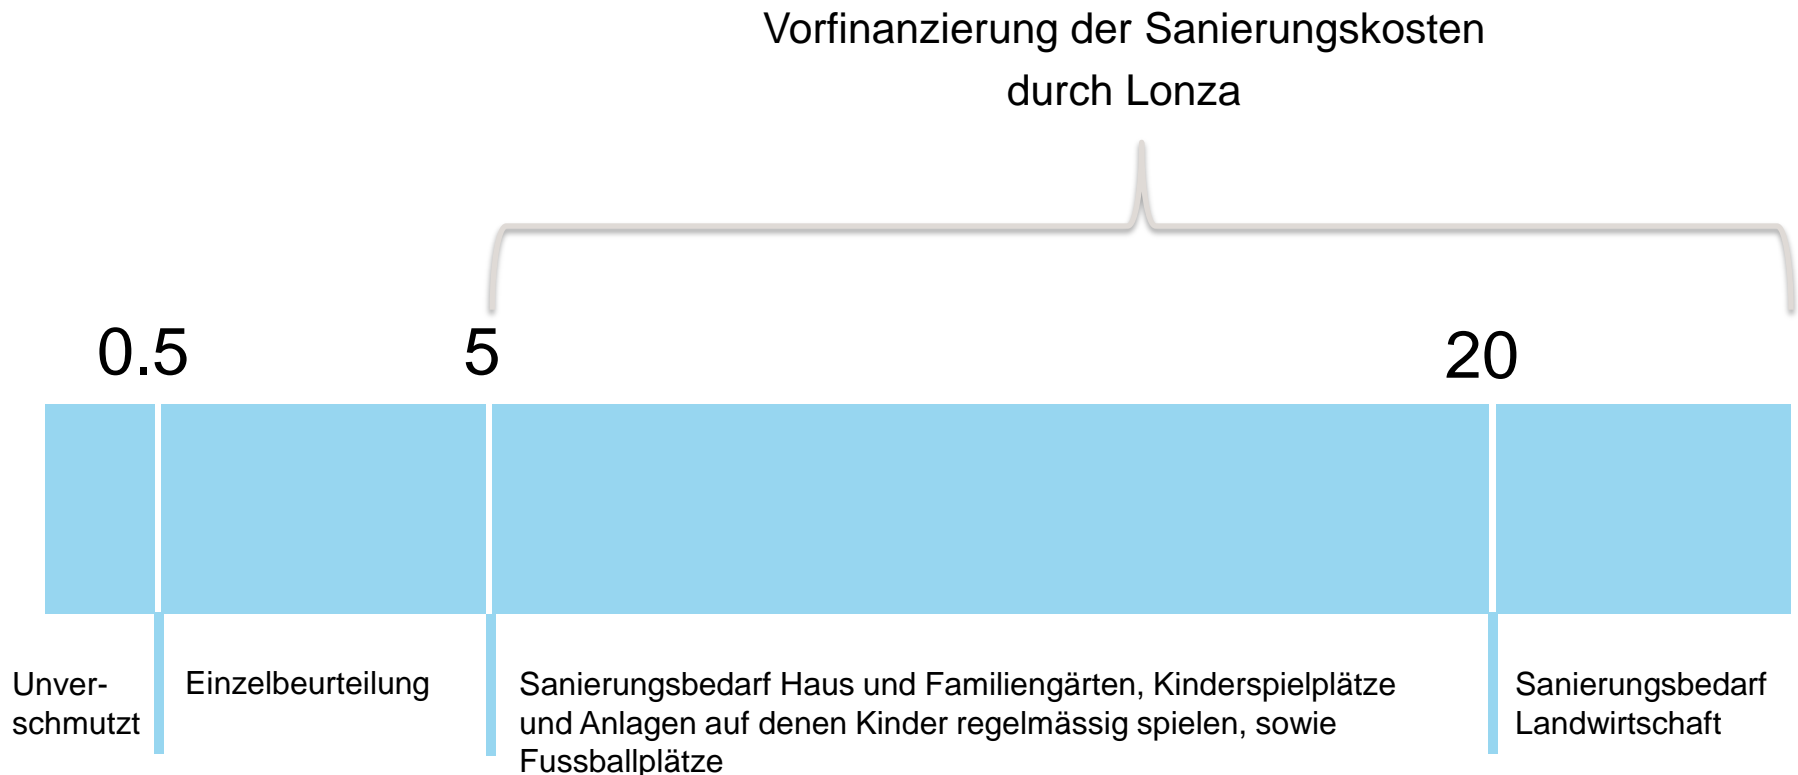 Vorfinanzierung der Sanierungskosten
durch Lonza
0.5
5
20
Unver-
schmutzt
Einzelbeurteilung
Sanierungsbedarf Haus und Familiengärten, Kinderspielplätze
und Anlagen auf denen Kinder regelmässig spielen, sowie
Fussballplätze
Sanierungsbedarf
Landwirtschaft